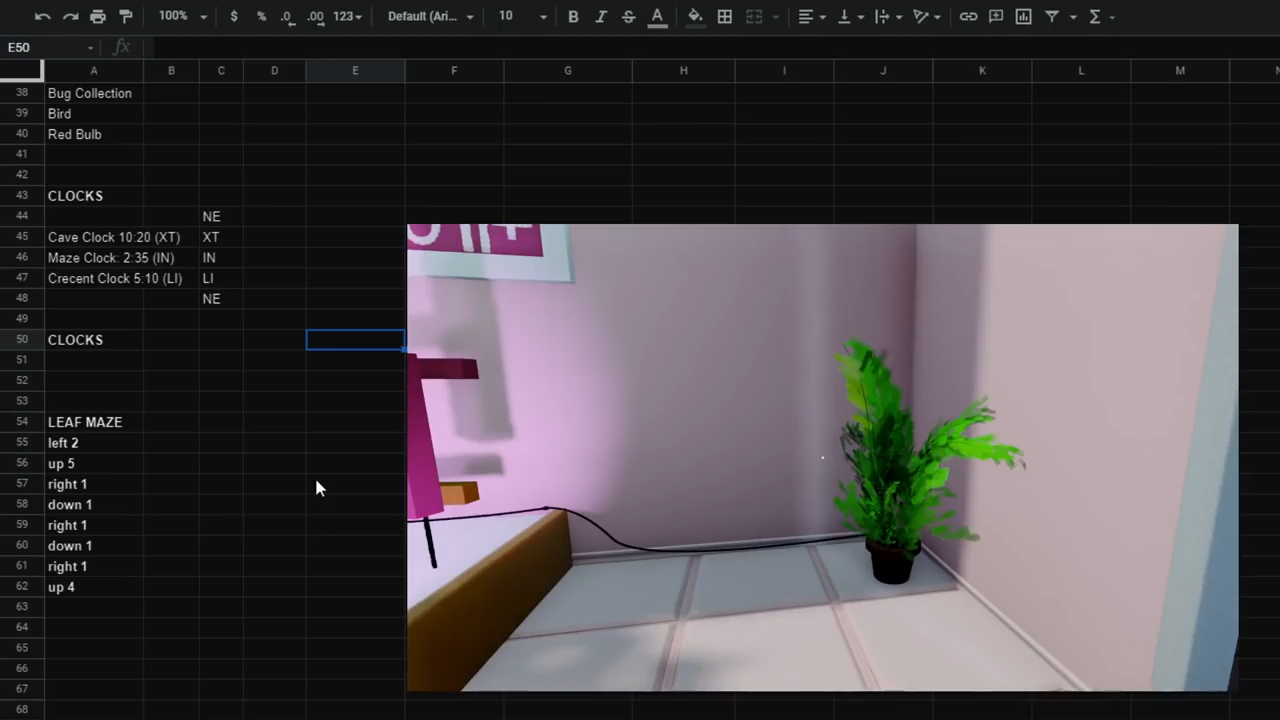 100% $ % .0 .00 123 Default (Ari... 10 B I S A Σ
E50 fx
A B C D E F G H I J K L M
38 Bug Collection
39 Bird
40 Red Bulb
41
42
43 CLOCKS
44 NE
45 Cave Clock 10:20 (XT) XT
46 Maze Clock: 2:35 (IN) IN
47 Crecent Clock 5:10 (LI) LI
48 NE
49
50 CLOCKS
51
52
53
54 LEAF MAZE
55 left 2
56 up 5
57 right 1
58 down 1
59 right 1
60 down 1
61 right 1
62 up 4
63
64
65
66
67
68